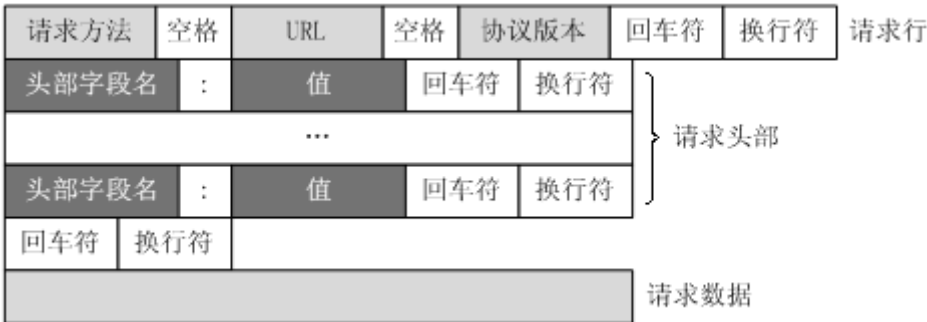 请求方法 空格 URL 空格 协议版本 回车符 换行符 请求行
头部字段名 : 值 回车符 换行符
… 请求头部
头部字段名 : 值 回车符 换行符
回车符 换行符
请求数据